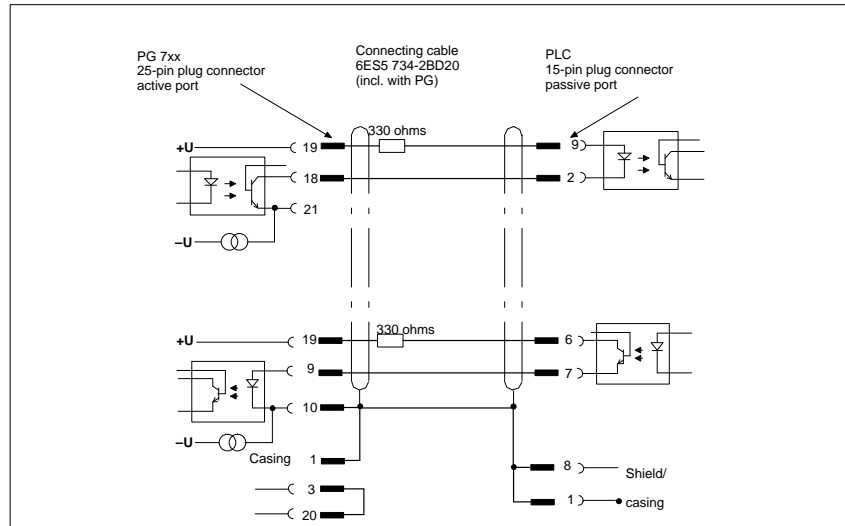 PG 7xx
25-pin plug connector
active port
Connecting cable
6ES5 734-2BD20
(incl. with PG)
PLC
15-pin plug connector
passive port
330 ohms
+U
19
9
18
2
21
–U
330 ohms
+U
19
6
9
7
10
–U
Casing 1
8
Shield/
3
1
casing
20